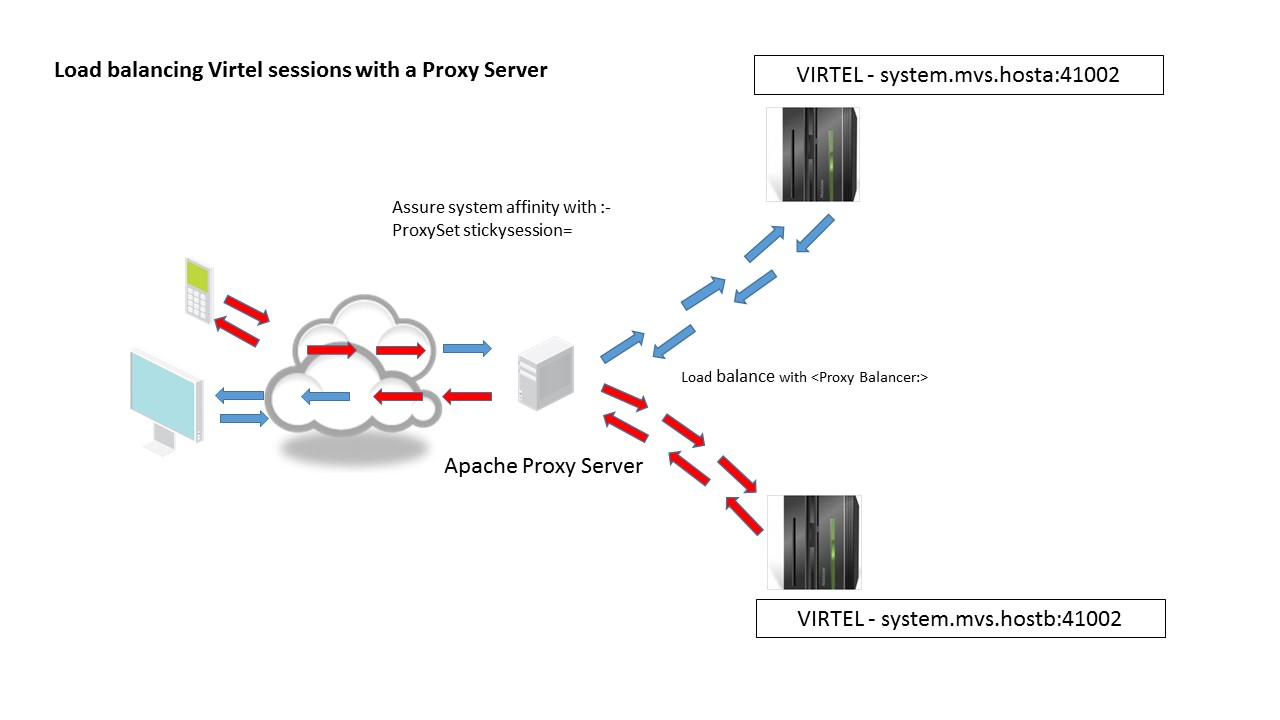 Load balancing Virtel sessions with a Proxy Server
VIRTEL - system.mvs.hosta:41002
Assure system affinity with :-
ProxySet stickysession=
Load balance with <Proxy Balancer:>
Apache Proxy Server
VIRTEL - system.mvs.hostb:41002